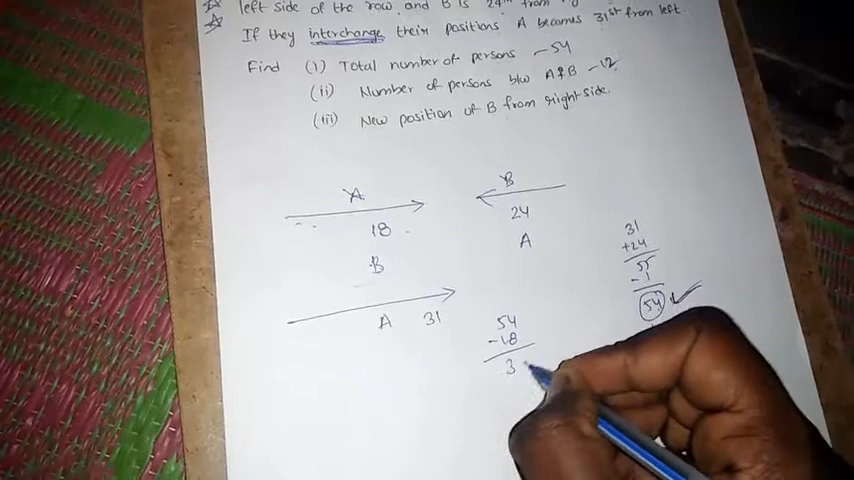 left side of the row and B is 24th from
If they interchange their positions A becomes 31st from left
Find (i) Total number of persons - 54
(ii) Number of persons b/w A & B - 12
(iii) New position of B from right side.
A
B
18
24
A
B
31
+24
55
- 1
54
A 31
54
-18
3